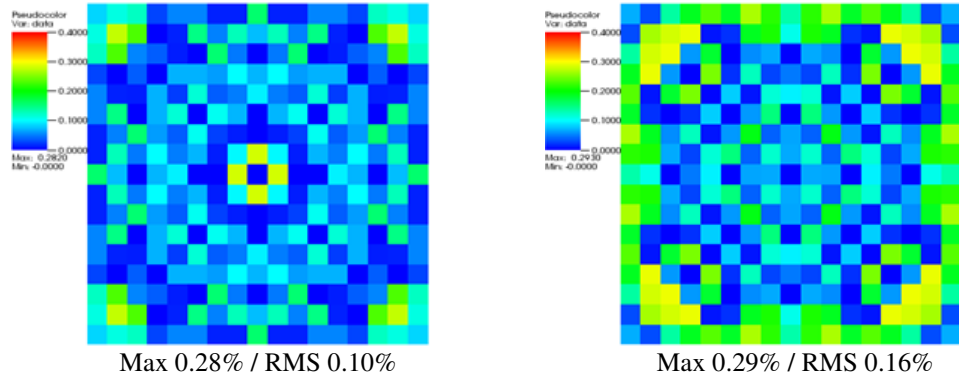 Pseudocolor
Var: data
0.4000
0.3000
0.2000
0.1000
0.0000
Max: 0.2820
Min: -0.0000
Max 0.28% / RMS 0.10%
Pseudocolor
Var: data
0.4000
0.3000
0.2000
0.1000
0.0000
Max: 0.2930
Min: -0.0000
Max 0.29% / RMS 0.16%